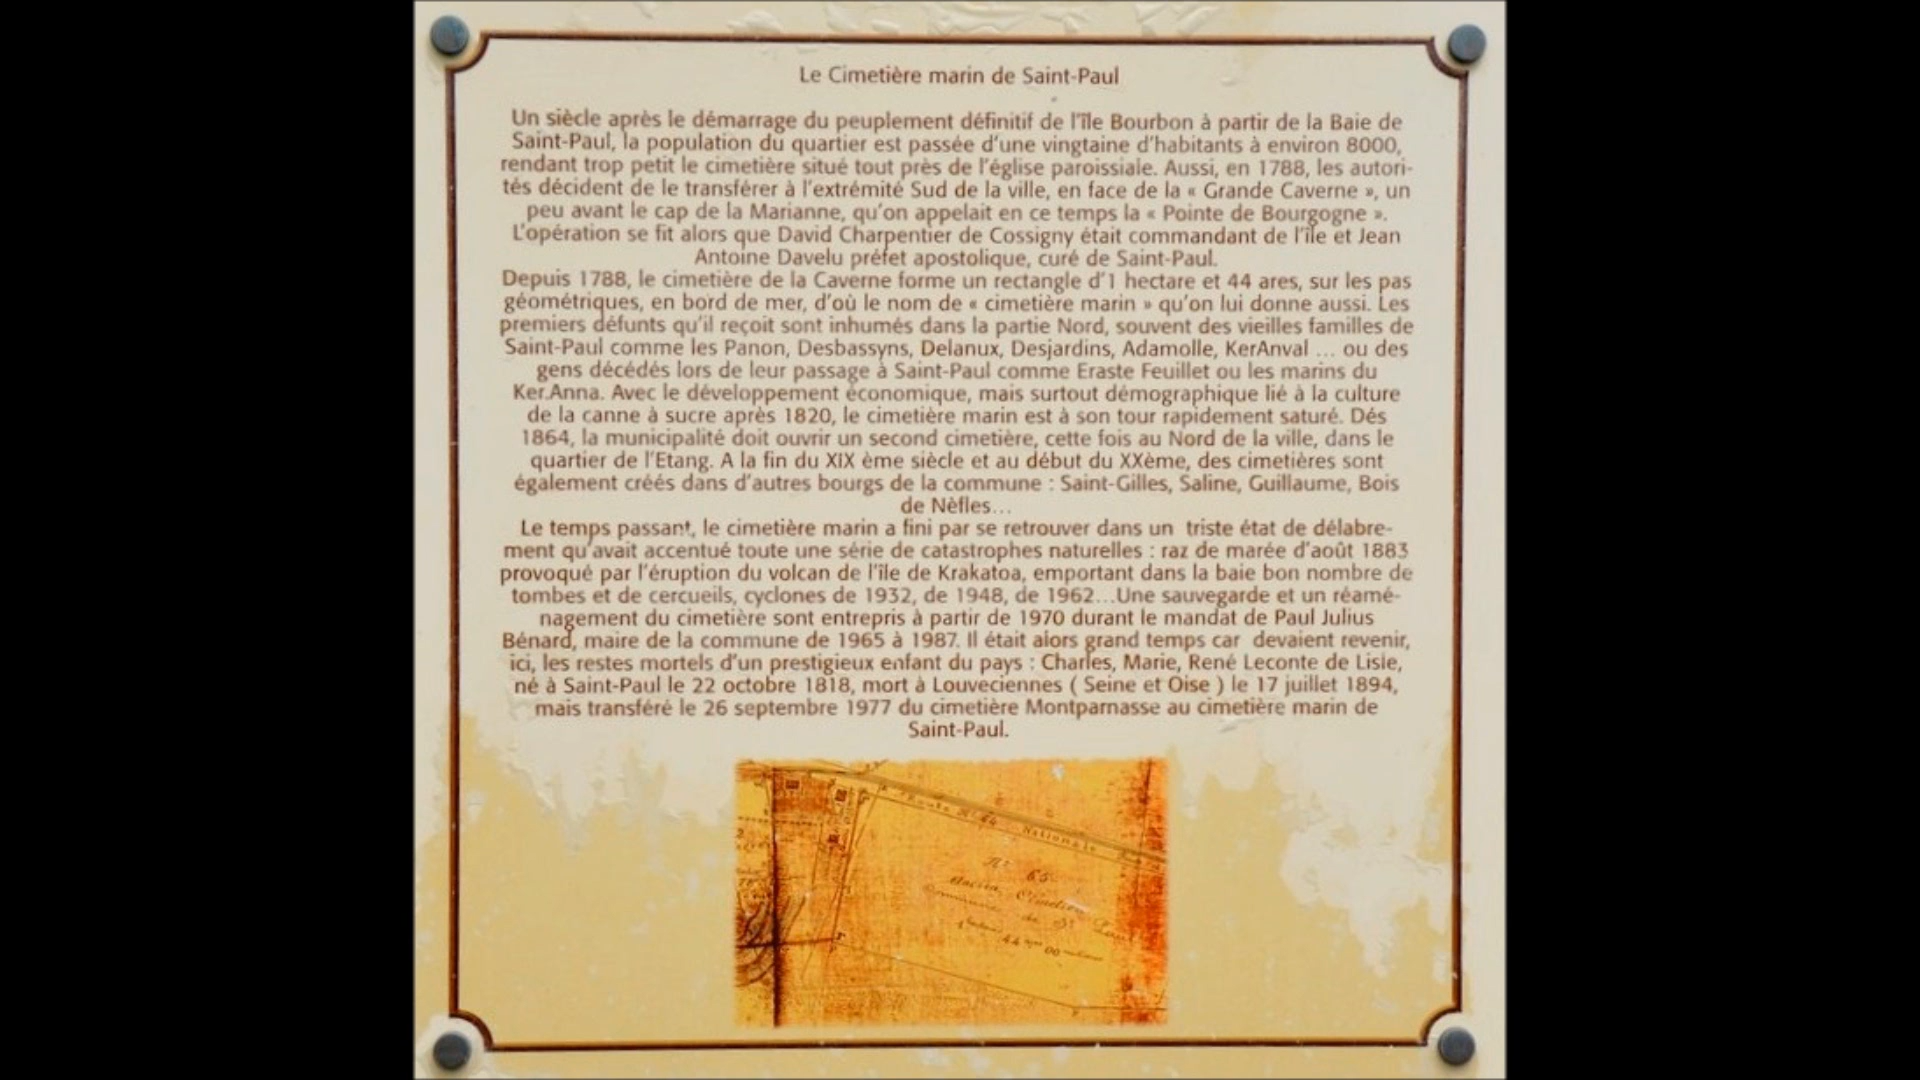 Le Cimetière marin de Saint-Paul
Un siècle après le démarrage du peuplement définitif de l'île Bourbon à partir de la Baie de
Saint-Paul, la population du quartier est passée d'une vingtaine d'habitants à environ 8000,
rendant trop petit le cimetière situé tout près de l'église paroissiale. Aussi, en 1788, les autori-
tés décident de le transférer à l'extrémité Sud de la ville, en face de la « Grande Caverne », un
peu avant le cap de la Marianne, qu'on appelait en ce temps la « Pointe de Bourgogne ».
L'opération se fit alors que David Charpentier de Cossigny était commandant de l'île et Jean
Antoine Davelu préfet apostolique, curé de Saint-Paul.
Depuis 1788, le cimetière de la Caverne forme un rectangle d'1 hectare et 44 ares, sur les pas
géométriques, en bord de mer, d'où le nom de « cimetière marin » qu'on lui donne aussi. Les
premiers défunts qu'il reçoit sont inhumés dans la partie Nord, souvent des vieilles familles de
Saint-Paul comme les Panon, Desbassyns, Delanux, Desjardins, Adamolle, KerAnval ... ou des
gens décédés lors de leur passage à Saint-Paul comme Eraste Feuillet ou les marins du
Ker.Anna. Avec le développement économique, mais surtout démographique lié à la culture
de la canne à sucre après 1820, le cimetière marin est à son tour rapidement saturé. Dés
1864, la municipalité doit ouvrir un second cimetière, cette fois au Nord de la ville, dans le
quartier de l'Etang. A la fin du XIX ème siècle et au début du XXème, des cimetières sont
également créés dans d'autres bourgs de la commune : Saint-Gilles, Saline, Guillaume, Bois
de Nèfles...
Le temps passant, le cimetière marin a fini par se retrouver dans un triste état de délabre-
ment qu'avait accentué toute une série de catastrophes naturelles : raz de marée d'août 1883
provoqué par l'éruption du volcan de l'île de Krakatoa, emportant dans la baie bon nombre de
tombes et de cercueils, cyclones de 1932, de 1948, de 1962...Une sauvegarde et un réamé-
nagement du cimetière sont entrepris à partir de 1970 durant le mandat de Paul Julius
Bénard, maire de la commune de 1965 à 1987. Il était alors grand temps car devaient revenir,
ici, les restes mortels d'un prestigieux enfant du pays : Charles, Marie, René Leconte de Lisle,
né à Saint-Paul le 22 octobre 1818, mort à Louveciennes ( Seine et Oise ) le 17 juillet 1894,
mais transféré le 26 septembre 1977 du cimetière Montparnasse au cimetière marin de
Saint-Paul.
Route Nº 44 Nationale
Nº 65
Cimetière
Commune de St Paul
44 00